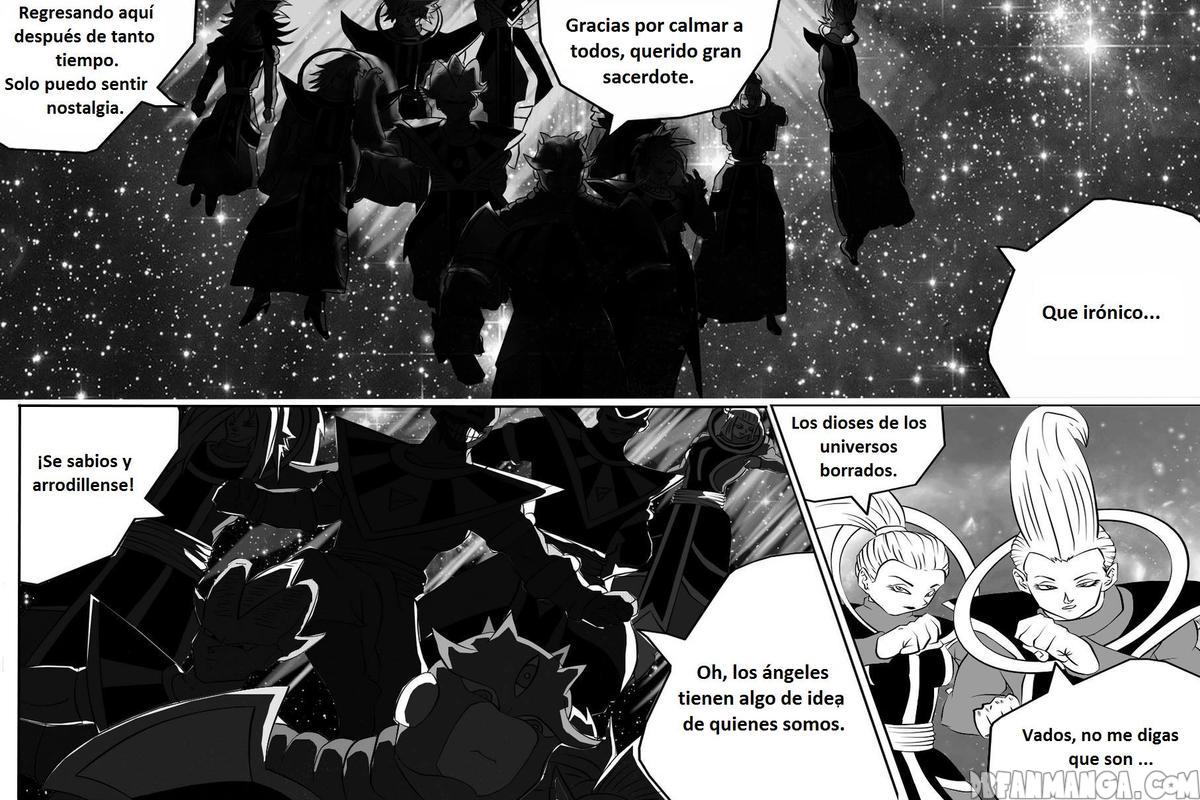 Regresando aquí
después de tanto
tiempo.
Solo puedo sentir
nostalgia.
Gracias por calmar a
todos, querido gran
sacerdote.
Que irónico...
¡Se sabios y
arrodillense!
Oh, los ángeles
tienen algo de idea
de quienes somos.
Los dioses de los
universos
borrados.
Vados, no me digas
que son ...
DBFANMANGA.COM